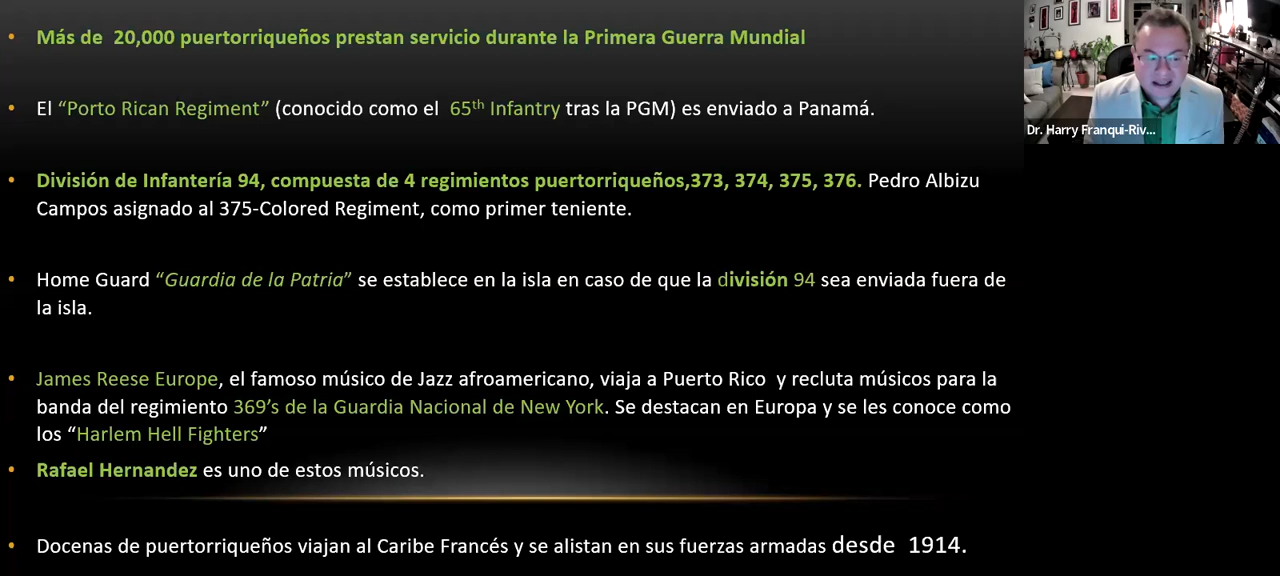 Más de 20,000 puertorriqueños prestan servicio durante la Primera Guerra Mundial
El “Porto Rican Regiment” (conocido como el 65th Infantry tras la PGM) es enviado a Panamá.
División de Infantería 94, compuesta de 4 regimientos puertorriqueños,373, 374, 375, 376. Pedro Albizu
Campos asignado al 375-Colored Regiment, como primer teniente.
Home Guard “Guardia de la Patria” se establece en la isla en caso de que la división 94 sea enviada fuera de
la isla.
James Reese Europe, el famoso músico de Jazz afroamericano, viaja a Puerto Rico y recluta músicos para la
banda del regimiento 369’s de la Guardia Nacional de New York. Se destacan en Europa y se les conoce como
los “Harlem Hell Fighters”
Rafael Hernandez es uno de estos músicos.
Docenas de puertorriqueños viajan al Caribe Francés y se alistan en sus fuerzas armadas desde 1914.
Dr. Harry Franqui-Riv...